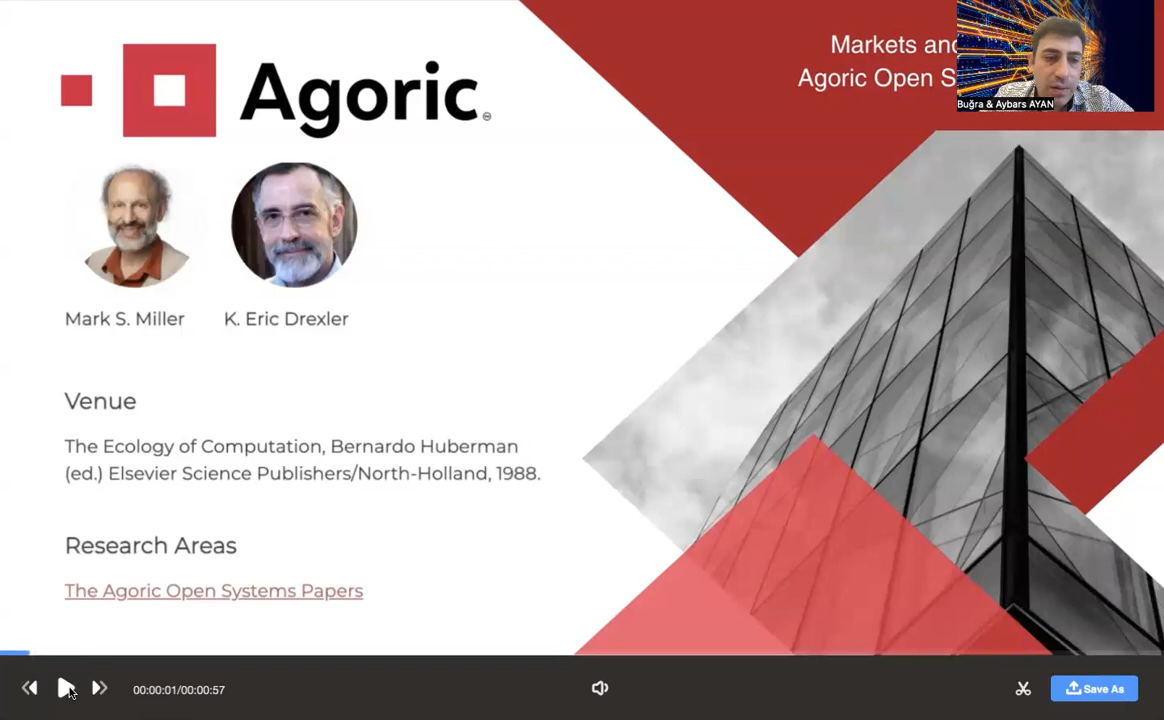 Agoric
Markets and
Agoric Open S
Buğra & Aybars AYAN
Mark S. Miller
K. Eric Drexler
Venue
The Ecology of Computation, Bernardo Huberman
(ed.) Elsevier Science Publishers/North-Holland, 1988.
Research Areas
The Agoric Open Systems Papers
00:00:01/00:00:57
Save As